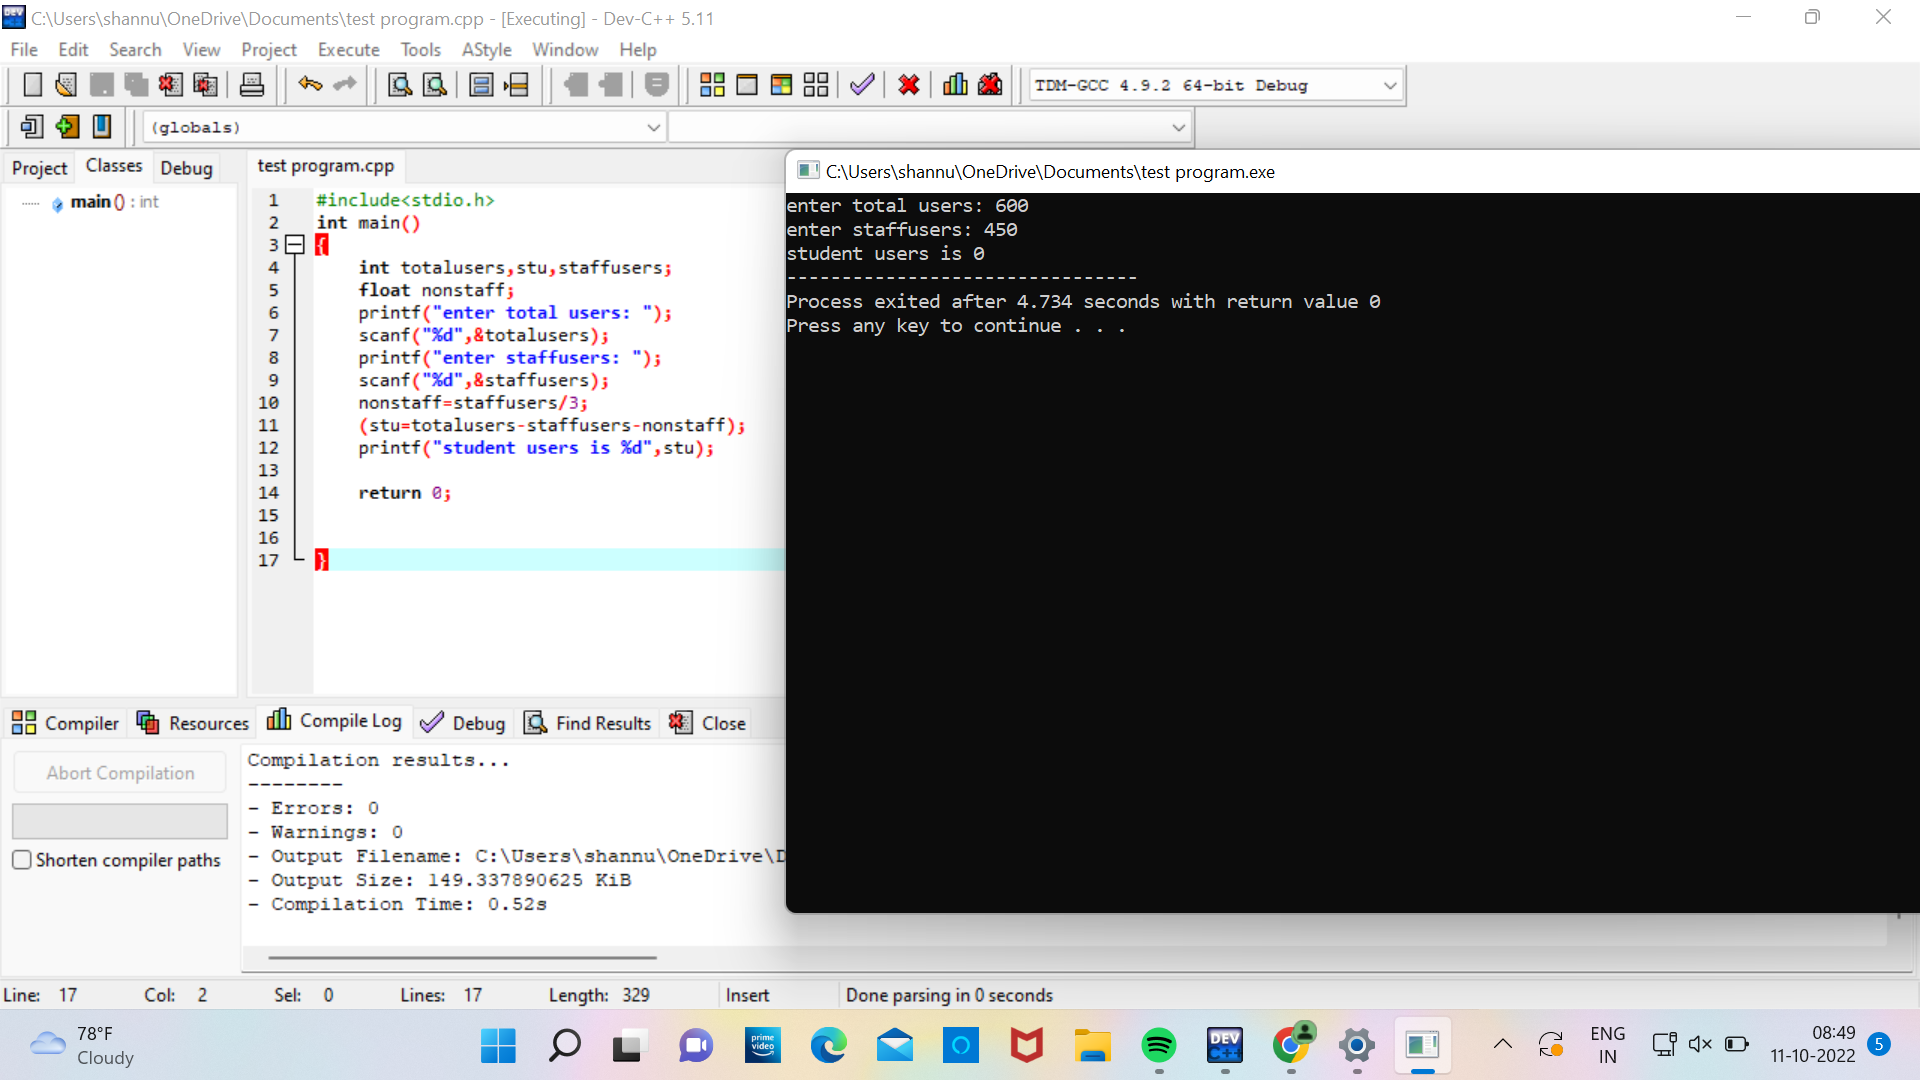 C:\Users\shannu\OneDrive\Documents\test program.cpp - [Executing] - Dev-C++ 5.11
File Edit Search View Project Execute Tools AStyle Window Help
TDM-GCC 4.9.2 64-bit Debug
(globals)
Project Classes Debug
test program.cpp
main () : int
C:\Users\shannu\OneDrive\Documents\test program.exe
1 #include<stdio.h>
2 int main()
3 {
4 int totalusers,stu,staffusers;
5 float nonstaff;
6 printf("enter total users: ");
7 scanf("%d",&totalusers);
8 printf("enter staffusers: ");
9 scanf("%d",&staffusers);
10 nonstaff=staffusers/3;
11 (stu=totalusers-staffusers-nonstaff);
12 printf("student users is %d",stu);
13
14 return 0;
15
16
17 }
enter total users: 600
enter staffusers: 450
student users is 0
--------------------------------
Process exited after 4.734 seconds with return value 0
Press any key to continue . . .
Compiler Resources Compile Log Debug Find Results Close
Abort Compilation
Shorten compiler paths
Compilation results...
--------
- Errors: 0
- Warnings: 0
- Output Filename: C:\Users\shannu\OneDrive\D
- Output Size: 149.337890625 KiB
- Compilation Time: 0.52s
Line: 17 Col: 2 Sel: 0 Lines: 17 Length: 329 Insert Done parsing in 0 seconds
78°F
Cloudy
prime video
DEV C++
ENG
IN
08:49
11-10-2022
5